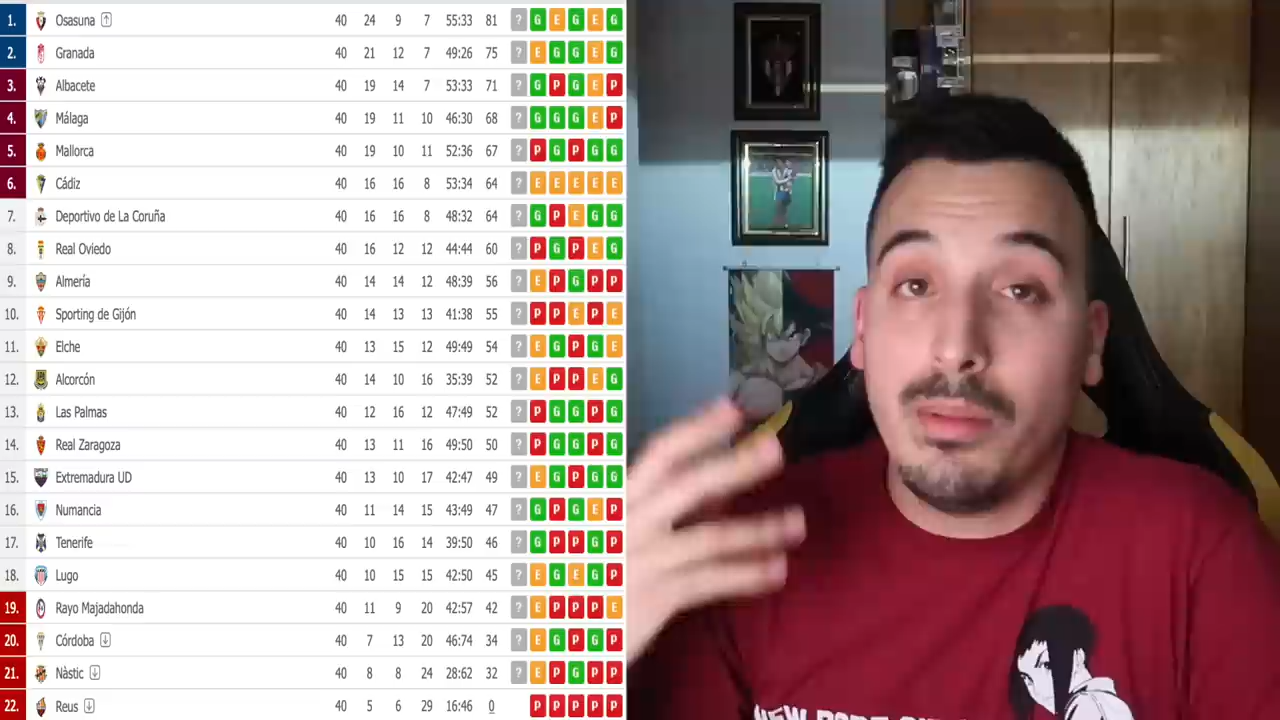 1. Osasuna 40 24 9 7 55:33 81 ? G E G E G
2. Granada 40 21 12 7 49:26 75 ? E G G E G
3. Albacete 40 19 14 7 53:33 71 ? G P G E P
4. Málaga 40 19 11 10 46:30 68 ? G G G E P
5. Mallorca 40 19 10 11 52:36 67 ? P G P G G
6. Cádiz 40 16 16 8 53:34 64 ? E E E E E
7. Deportivo de La Coruña 40 16 16 8 48:32 64 ? G P E G G
8. Real Oviedo 40 16 12 12 44:44 60 ? P G P E G
9. Almería 40 14 14 12 48:39 56 ? E P G P P
10. Sporting de Gijón 40 14 13 13 41:38 55 ? P P E P E
11. Elche 40 13 15 12 49:49 54 ? E G P G E
12. Alcorcón 40 14 10 16 35:39 52 ? E P P E G
13. Las Palmas 40 12 16 12 47:49 52 ? P G G P G
14. Real Zaragoza 40 13 11 16 49:50 50 ? P G G P G
15. Extremadura UD 40 13 10 17 42:47 49 ? E G P G G
16. Numancia 40 11 14 15 43:49 47 ? G P G E P
17. Tenerife 40 10 16 14 39:50 46 ? G P P G P
18. Lugo 40 10 15 15 42:50 45 ? E G E G P
19. Rayo Majadahonda 40 11 9 20 42:57 42 ? E P P P E
20. Córdoba 40 7 13 20 48:74 34 ? E G P G P
21. Nàstic 40 8 8 24 28:62 32 ? E P G P P
22. Reus 40 5 6 29 16:46 0 P P P P P